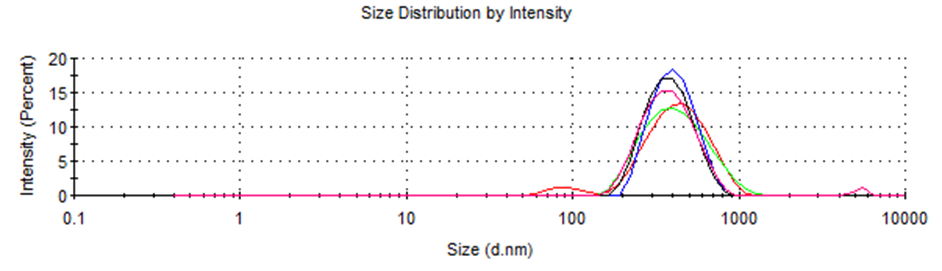 Size Distribution by Intensity
Intensity (Percent)
20
15
10
5
0
0.1 1 10 100 1000 10000
Size (d.nm)